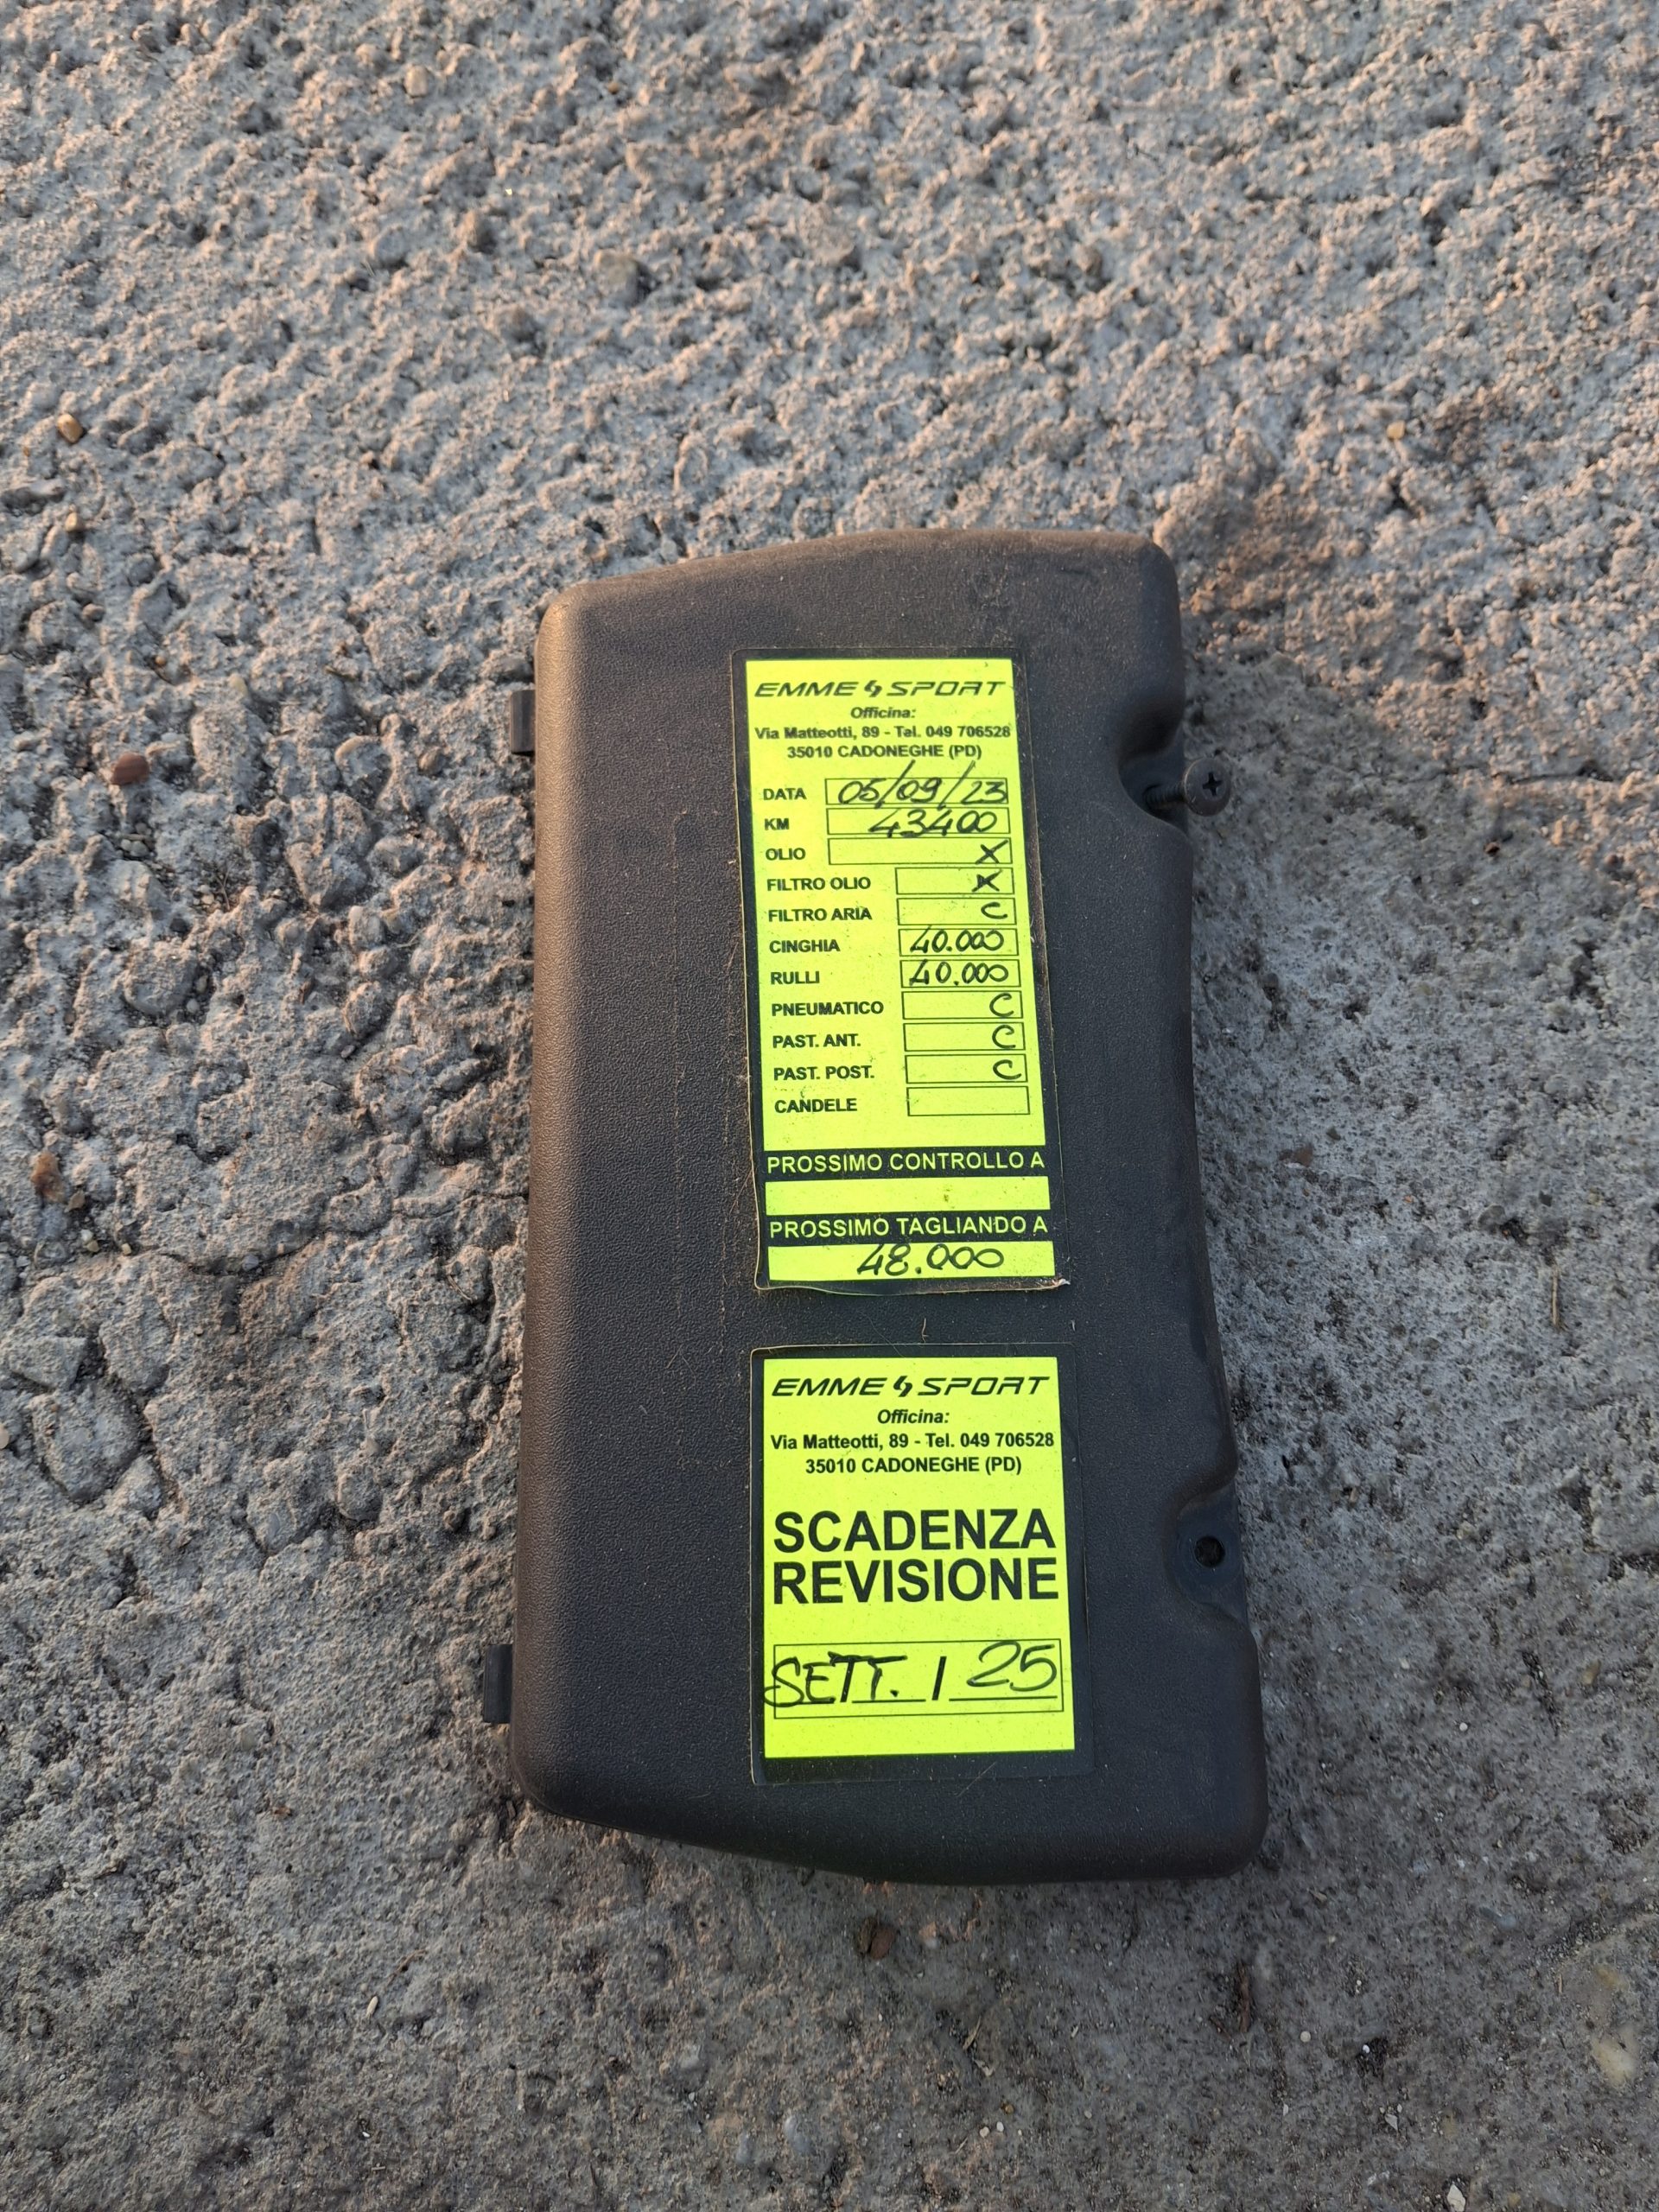 EMME SPORT
Officina:
Via Matteotti, 89 - Tel. 049 706528
35010 CADONEGHE (PD)
DATA 05/09/23
KM 43400
OLIO X
FILTRO OLIO X
FILTRO ARIA C
CINGHIA 40.000
RULLI 40.000
PNEUMATICO C
PAST. ANT. C
PAST. POST. C
CANDELE
PROSSIMO CONTROLLO A
PROSSIMO TAGLIANDO A
48.000
EMME SPORT
Officina:
Via Matteotti, 89 - Tel. 049 706528
35010 CADONEGHE (PD)
SCADENZA
REVISIONE
SETT. / 25